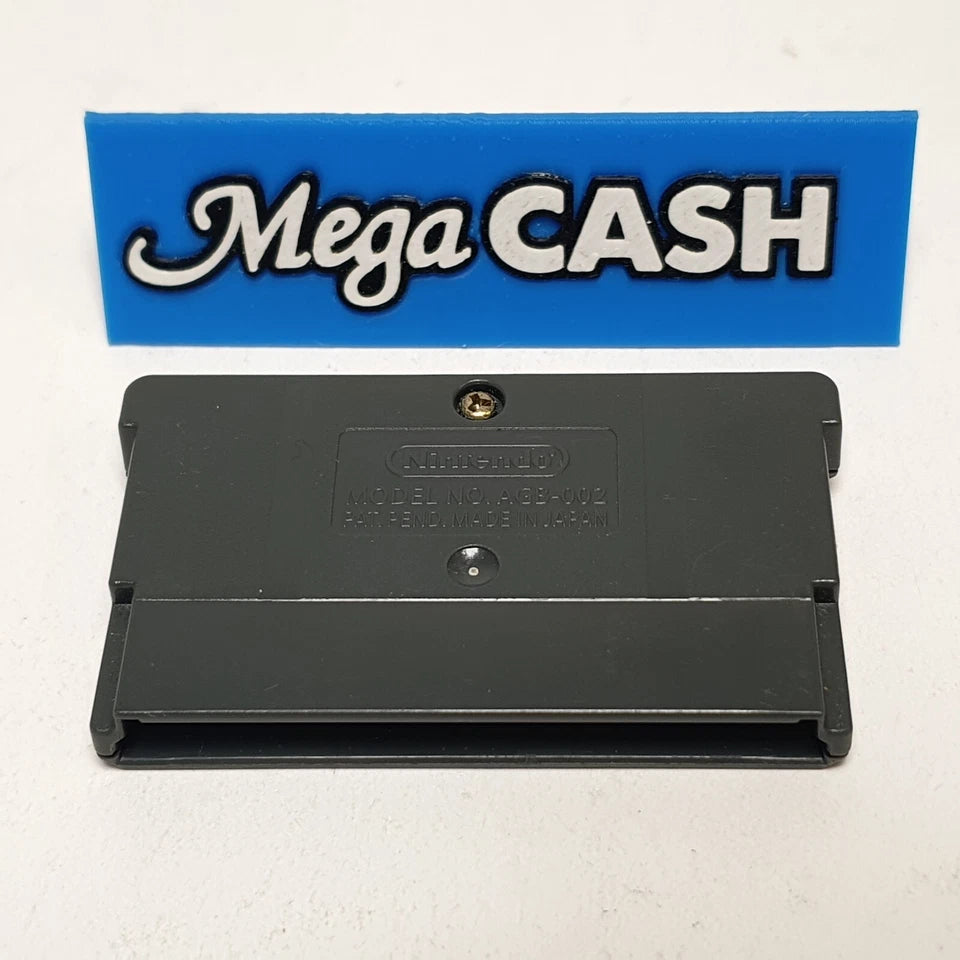 Mega CASH
Nintendo
MODEL NO. AGB-002
PAT. PEND. MADE IN JAPAN